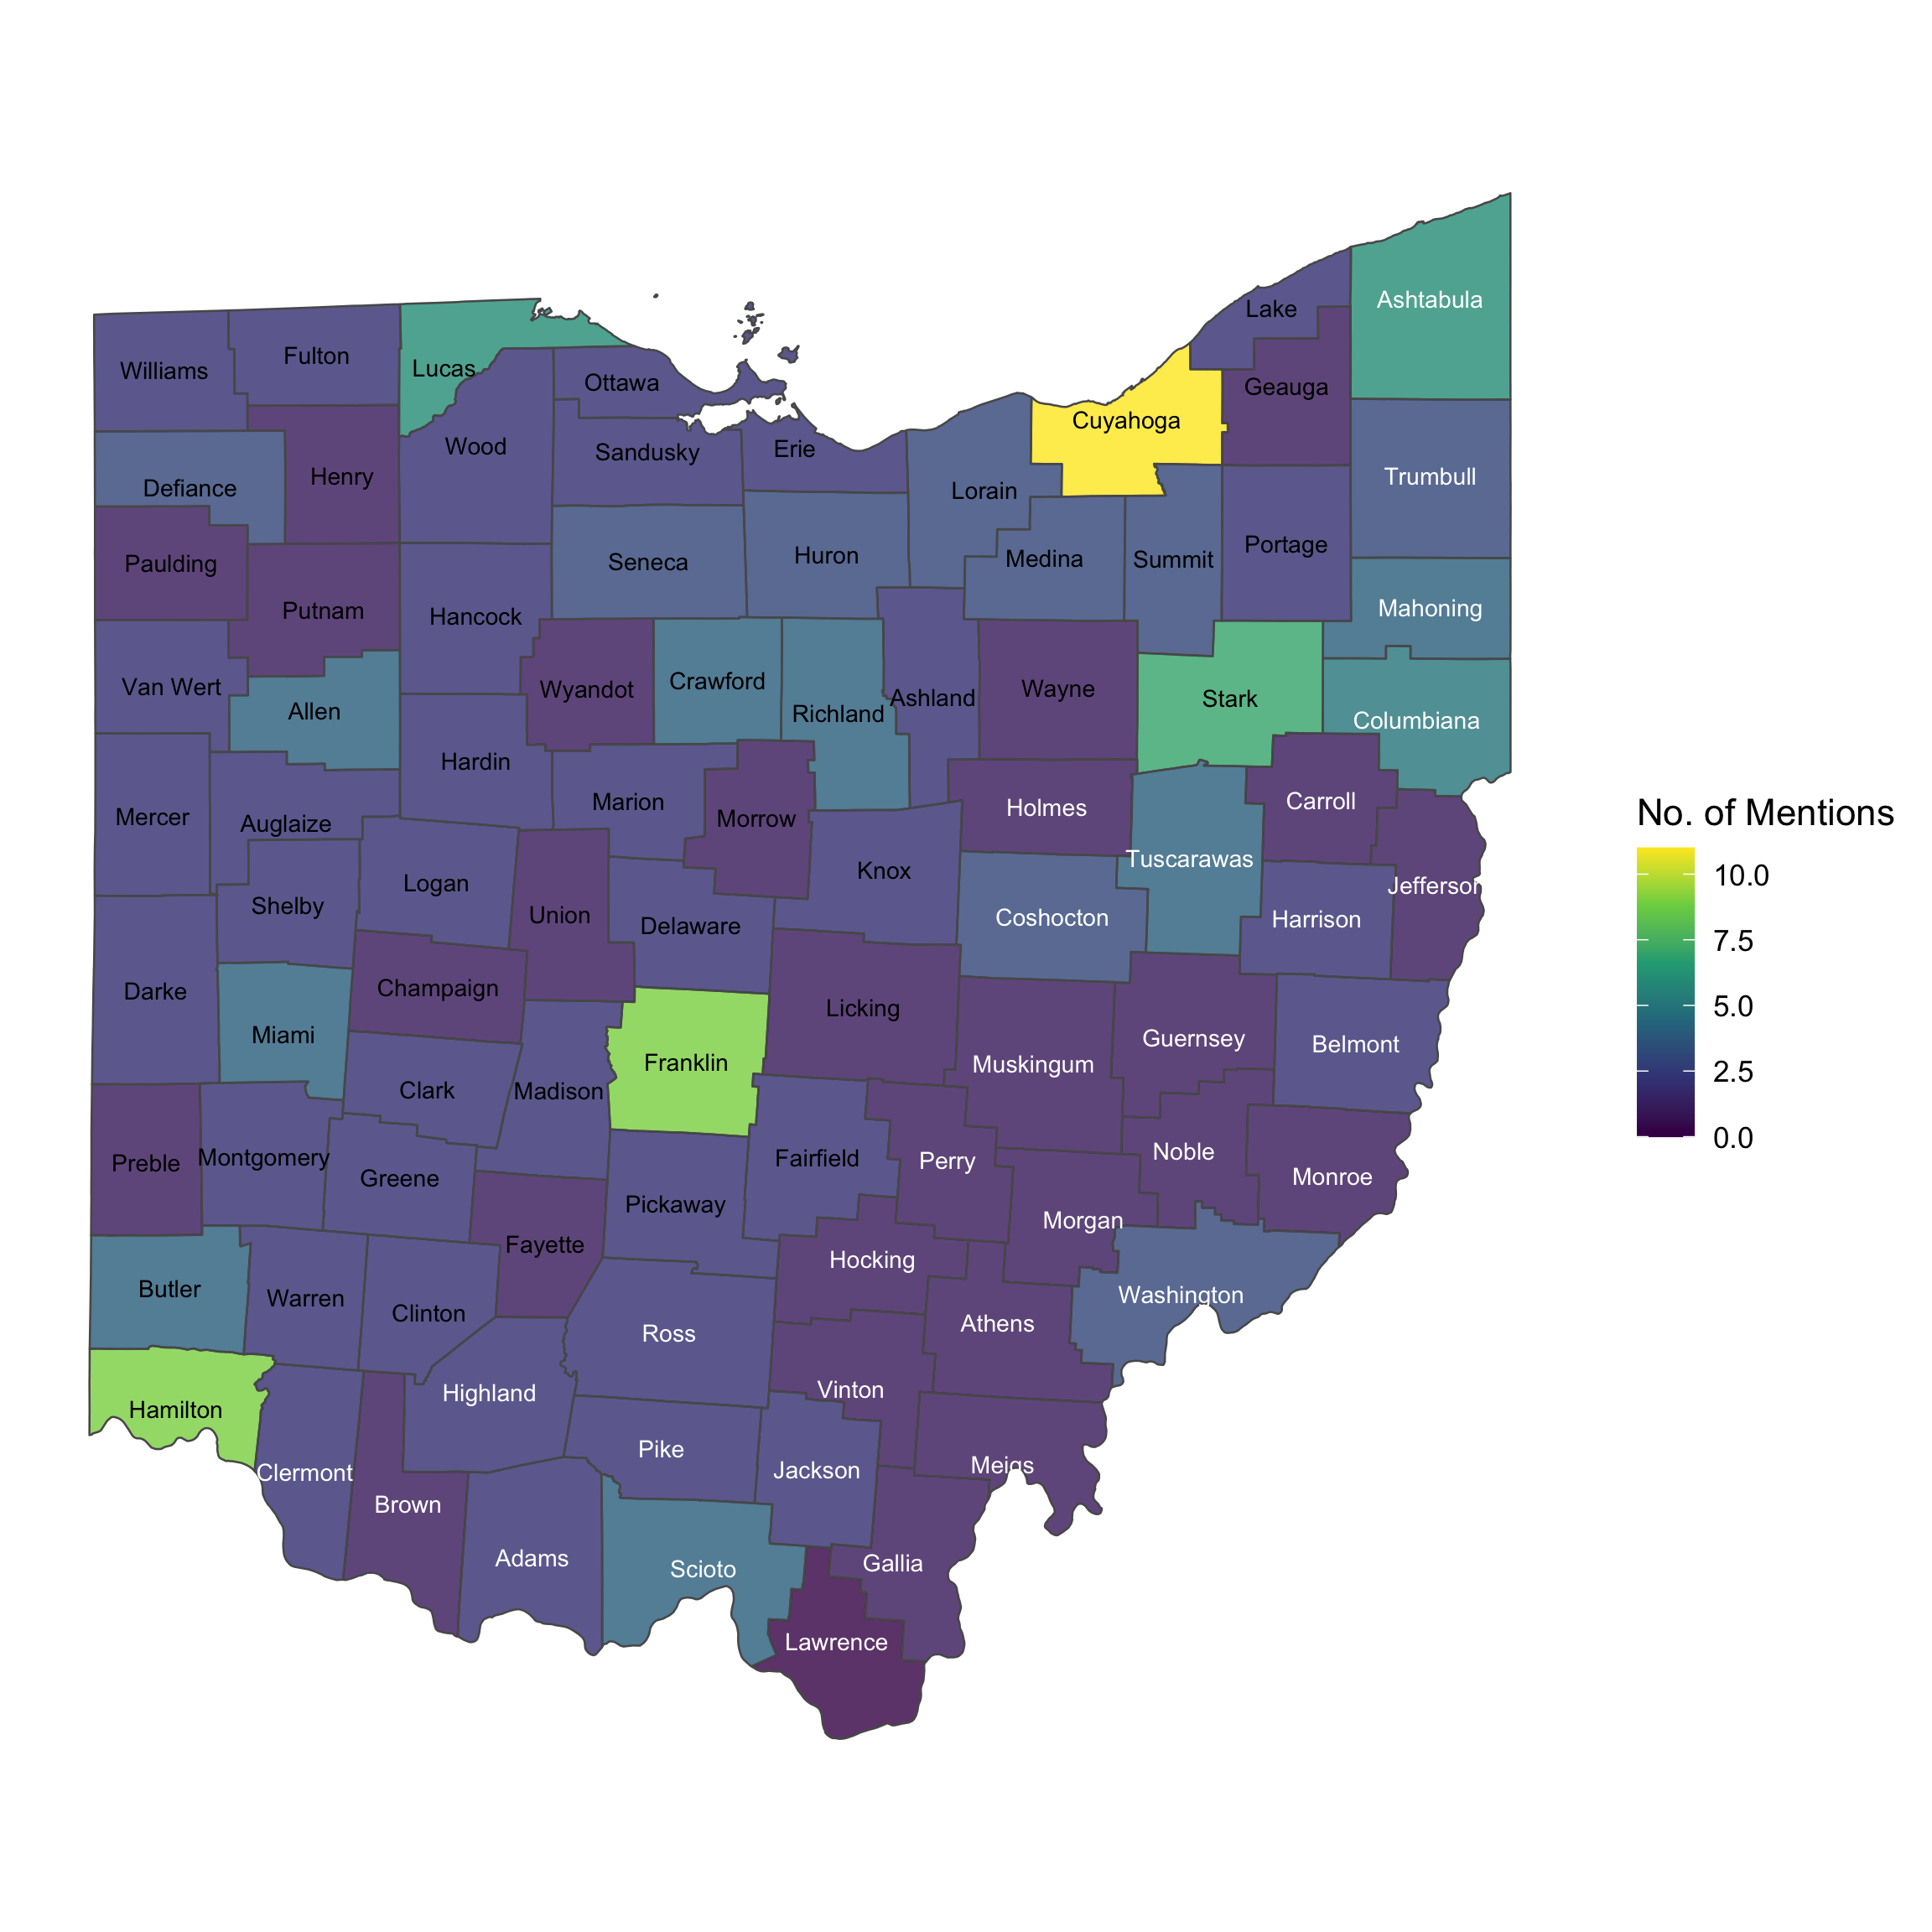 Ashtabula
Lake
Fulton
Williams
Lucas
Ottawa
Geauga
Cuyahoga
Wood
Sandusky
Erie
Henry
Defiance
Lorain
Trumbull
Paulding
Seneca
Huron
Medina
Summit
Portage
Putnam
Hancock
Mahoning
Van Wert
Allen
Wyandot
Crawford
Richland
Ashland
Wayne
Stark
Columbiana
Hardin
Mercer
Auglaize
Marion
Morrow
Holmes
Carroll
No. of Mentions
Logan
Knox
Tuscarawas
Jefferson
10.0
Shelby
Union
Delaware
Coshocton
Harrison
7.5
Darke
Champaign
Licking
5.0
Miami
Franklin
Muskingum
Guernsey
Belmont
2.5
Clark
Madison
0.0
Preble
Montgomery
Greene
Pickaway
Fairfield
Perry
Noble
Monroe
Fayette
Hocking
Morgan
Butler
Warren
Clinton
Ross
Athens
Washington
Hamilton
Highland
Vinton
Clermont
Brown
Pike
Jackson
Meigs
Adams
Scioto
Gallia
Lawrence